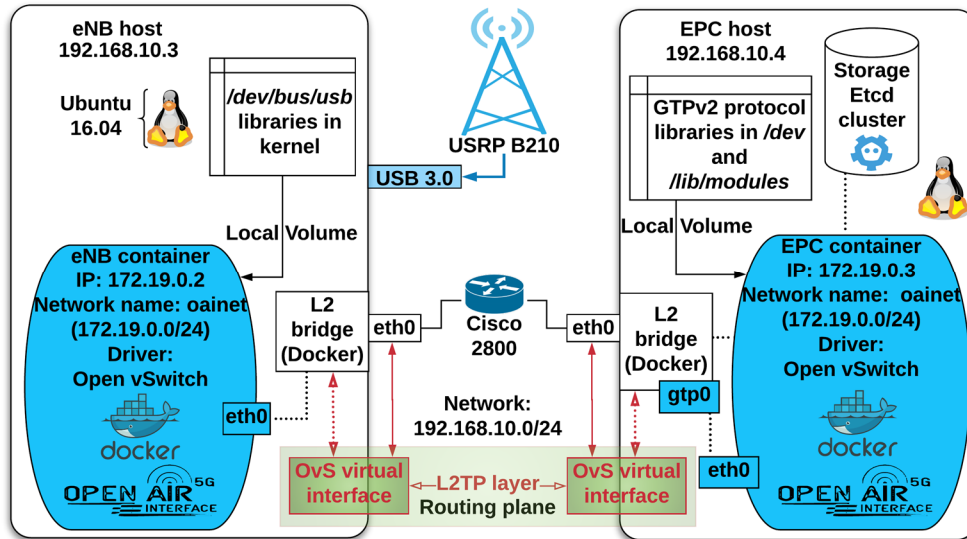 eNB host
192.168.10.3
Ubuntu
16.04
/dev/bus/usb
libraries in
kernel
USRP B210
USB 3.0
Local Volume
eNB container
IP: 172.19.0.2
Network name: oainet
(172.19.0.0/24)
Driver:
Open vSwitch
docker
OPEN AIR 5G
INTERFACE
eth0
L2
bridge
(Docker)
eth0
Cisco
2800
eth0
Network:
192.168.10.0/24
OvS virtual
interface
L2TP layer
Routing plane
OvS virtual
interface
EPC host
192.168.10.4
GTPv2 protocol
libraries in /dev
and
/lib/modules
Storage
Etcd
cluster
Local Volume
L2
bridge
(Docker)
gtp0
eth0
EPC container
IP: 172.19.0.3
Network name: oainet
(172.19.0.0/24)
Driver:
Open vSwitch
docker
OPEN AIR 5G
INTERFACE